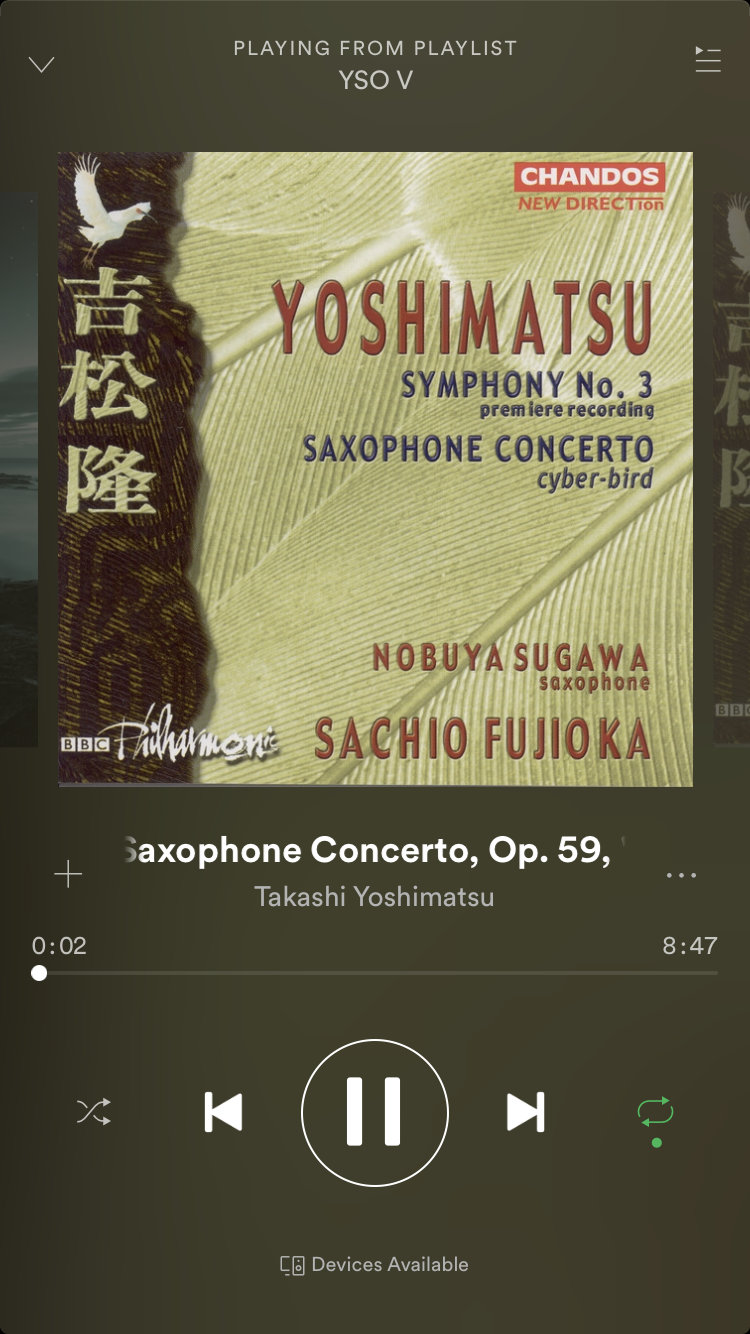 PLAYING FROM PLAYLIST
YSO V
CHANDOS
NEW DIRECTion
吉松隆
YOSHIMATSU
SYMPHONY No. 3
premiere recording
SAXOPHONE CONCERTO
cyber-bird
NOBUYA SUGAWA
saxophone
BBC Philharmonic
SACHIO FUJIOKA
Saxophone Concerto, Op. 59,
Takashi Yoshimatsu
0:02
8:47
Devices Available